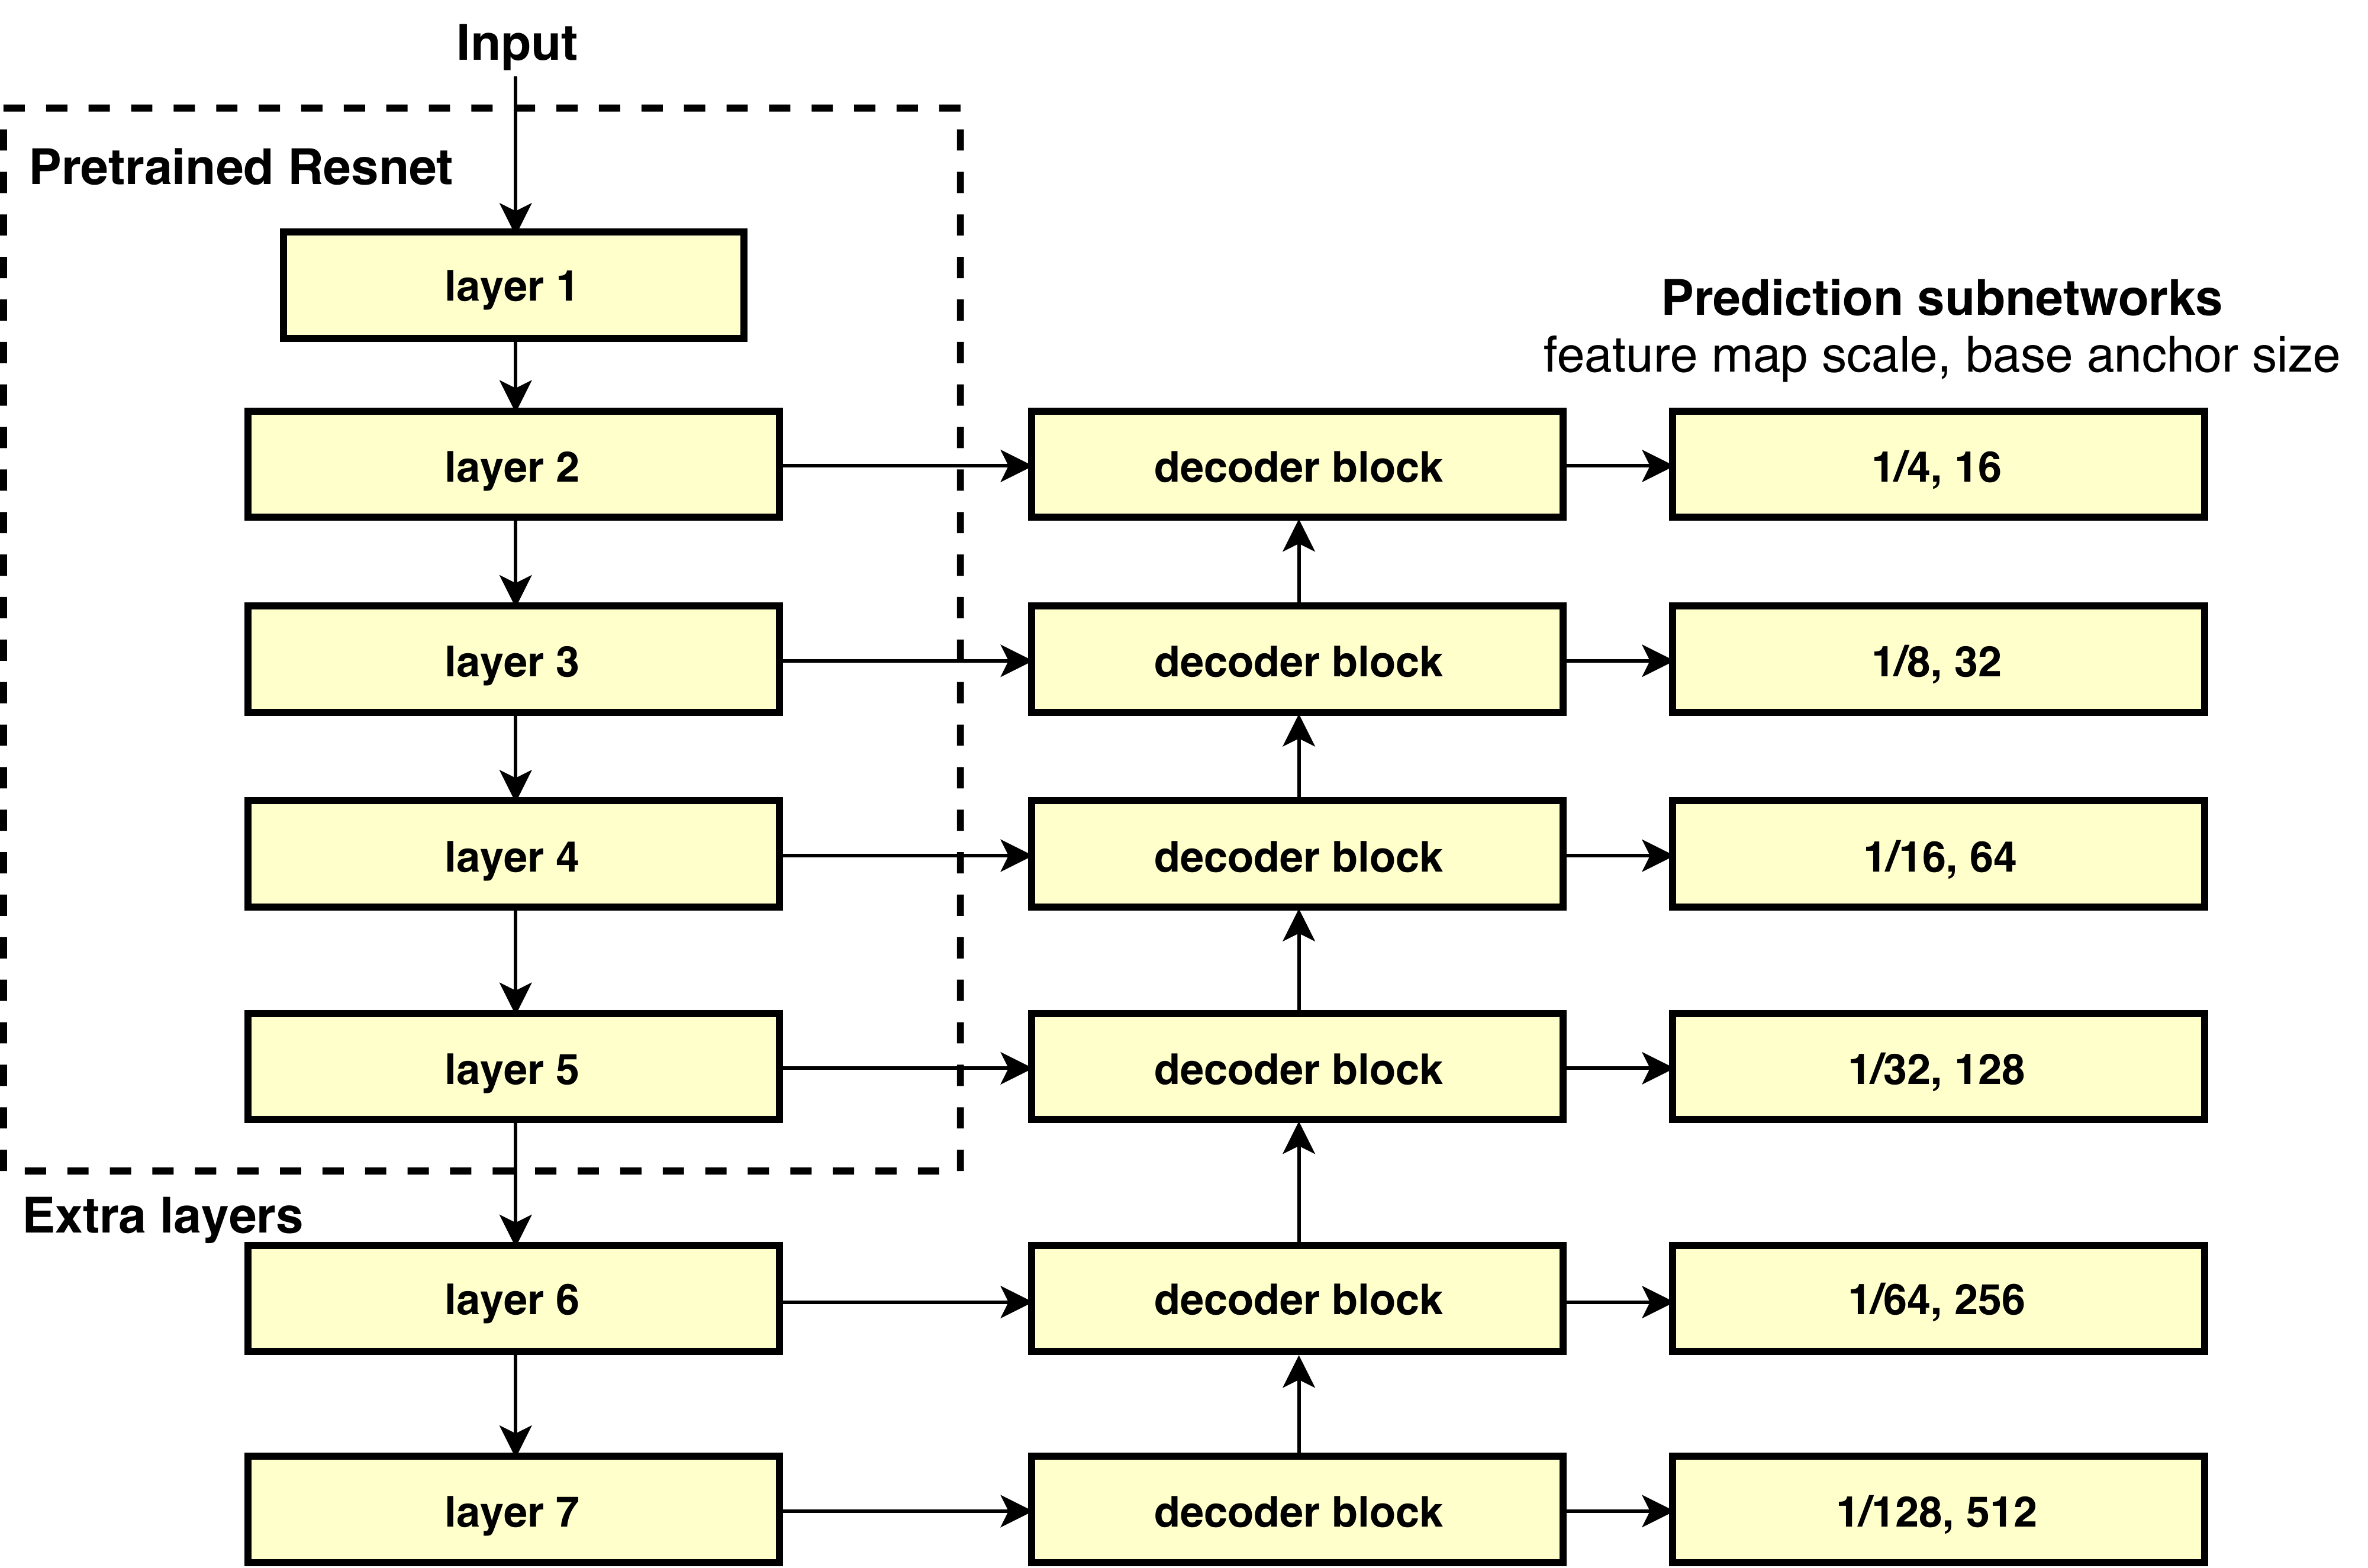 Input
Pretrained Resnet
layer 1
Prediction subnetworks
feature map scale, base anchor size
layer 2
decoder block
1/4, 16
layer 3
decoder block
1/8, 32
layer 4
decoder block
1/16, 64
layer 5
decoder block
1/32, 128
Extra layers
layer 6
decoder block
1/64, 256
layer 7
decoder block
1/128, 512